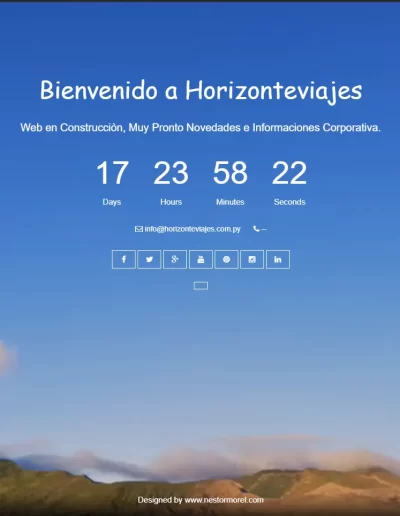 Bienvenido a Horizonteviajes
Web en Construcciòn, Muy Pronto Novedades e Informaciones Corporativa.
17 23 58 22
Days Hours Minutes Seconds
info@horizonteviajes.com.py --
Designed by www.nestormorel.com